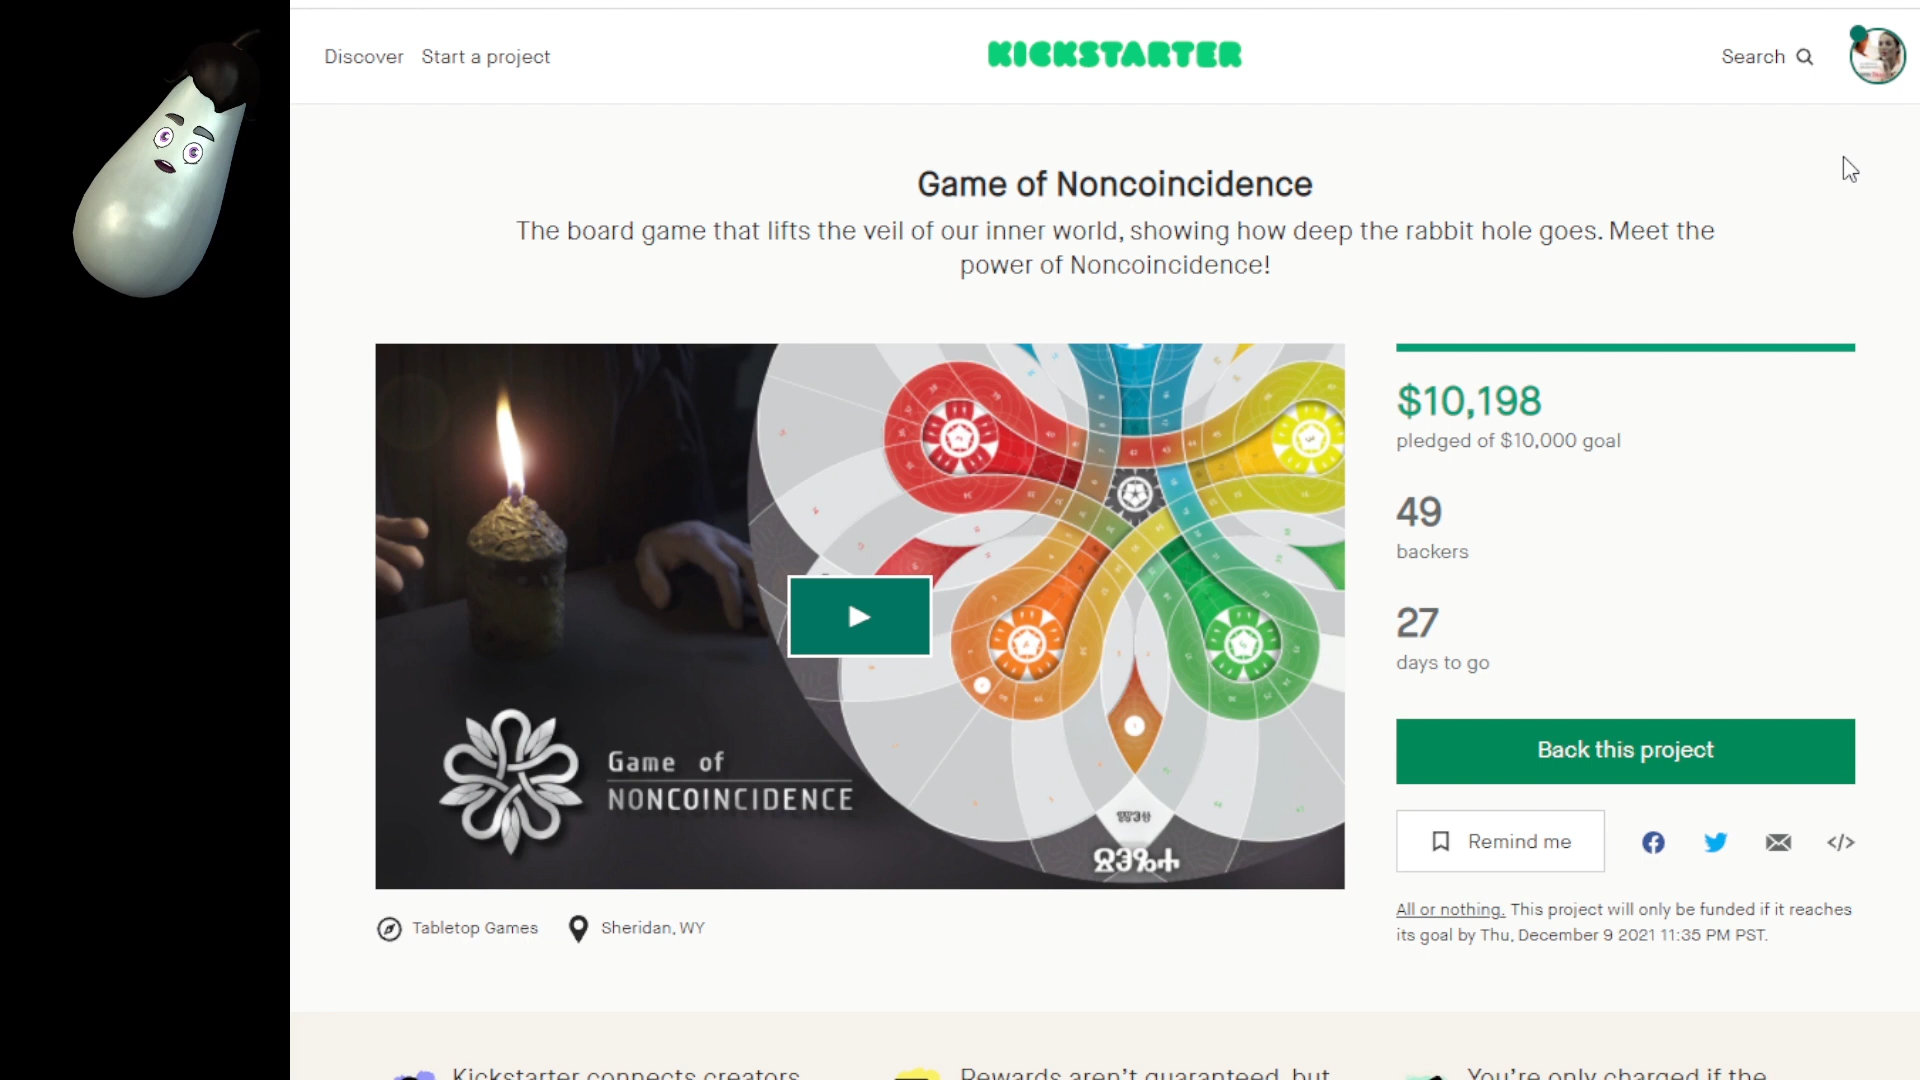 Discover Start a project
KICKSTARTER
Search
Game of Noncoincidence
The board game that lifts the veil of our inner world, showing how deep the rabbit hole goes. Meet the
power of Noncoincidence!
Game of
NONCOINCIDENCE
$10,198
pledged of $10,000 goal
49
backers
27
days to go
Back this project
Remind me
All or nothing. This project will only be funded if it reaches
its goal by Thu, December 9 2021 11:35 PM PST.
Tabletop Games
Sheridan, WY
Kickstarter connects creators
Rewards aren't guaranteed, but
You're only charged if the